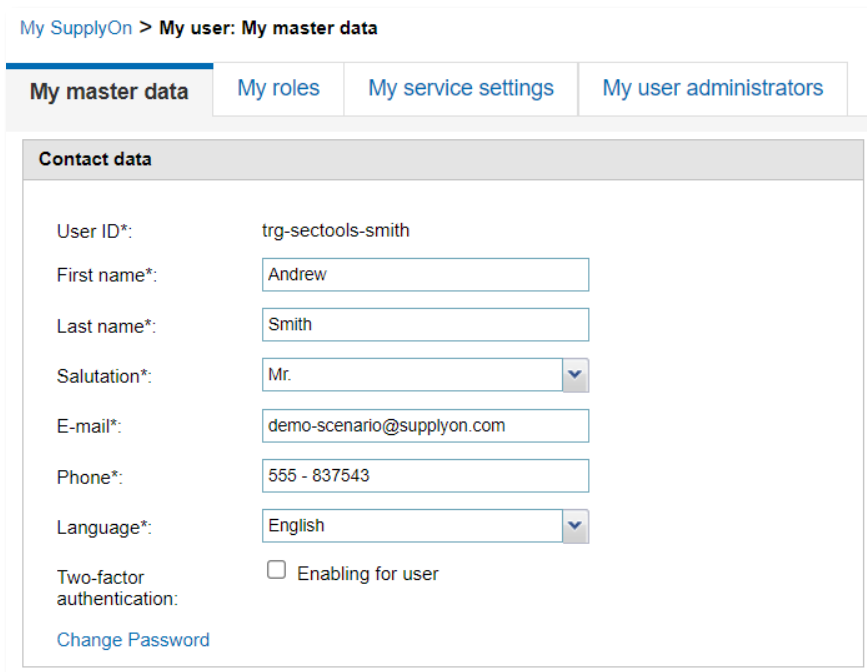 My SupplyOn > My user: My master data
My master data My roles My service settings My user administrators
Contact data
User ID*: trg-sectools-smith
First name*: Andrew
Last name*: Smith
Salutation*: Mr.
E-mail*: demo-scenario@supplyon.com
Phone*: 555 - 837543
Language*: English
Two-factor
authentication: Enabling for user
Change Password